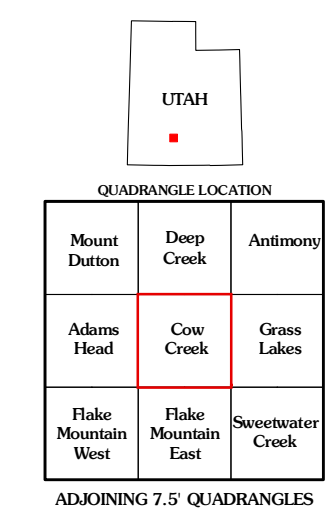 UTAH
QUADRANGLE LOCATION
Mount
Dutton
Deep
Creek
Antimony
Adams
Head
Cow
Creek
Grass
Lakes
Flake
Mountain
West
Flake
Mountain
East
Sweetwater
Creek
ADJOINING 7.5' QUADRANGLES